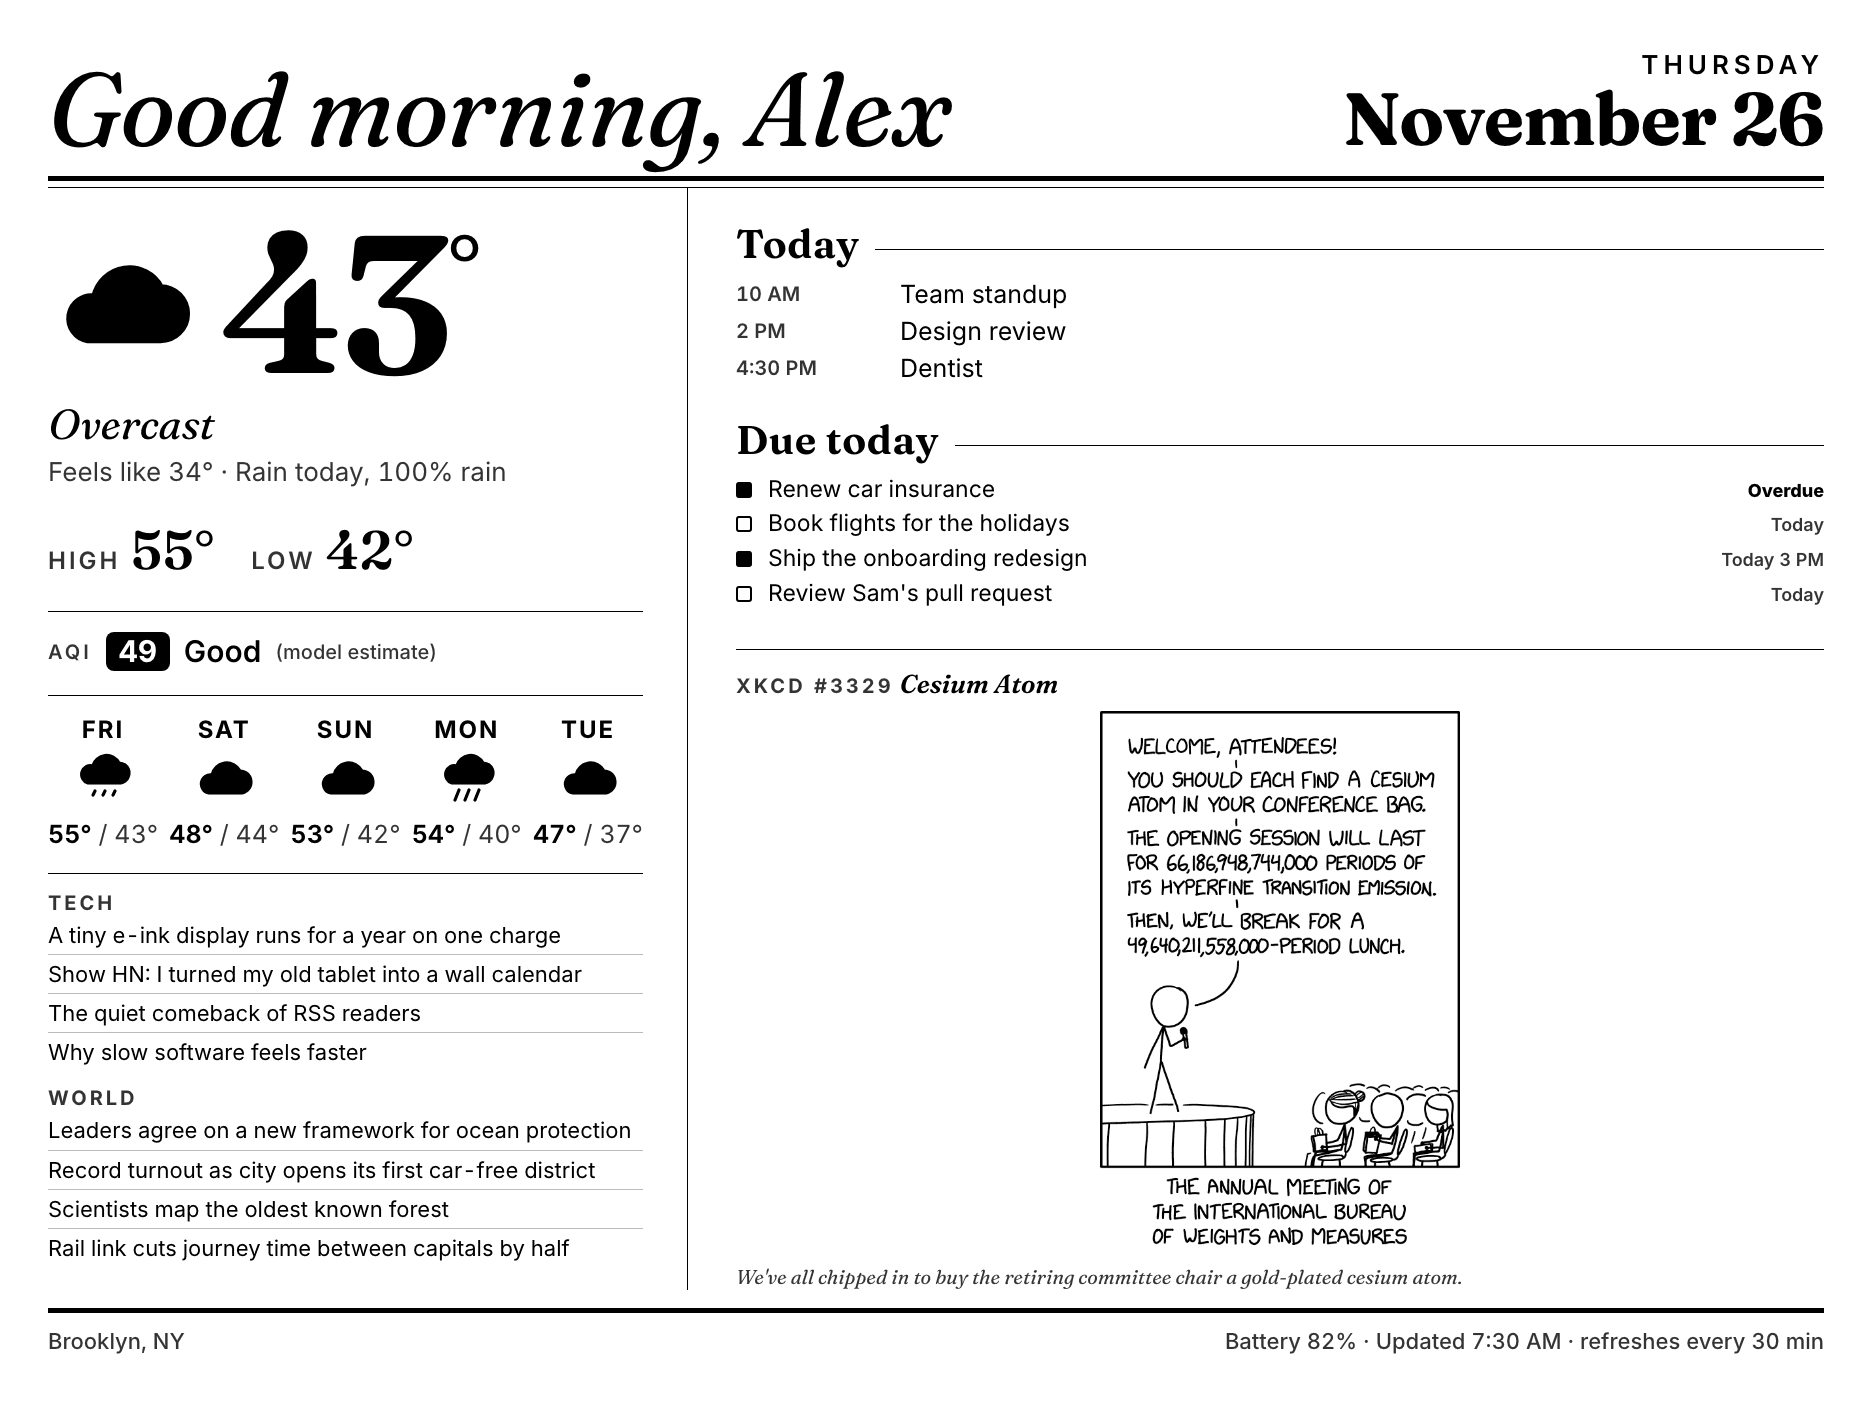 Good morning, Alex
THURSDAY
November 26
43°
Overcast
Feels like 34° · Rain today, 100% rain
HIGH 55° LOW 42°
AQI 49 Good (model estimate)
FRI SAT SUN MON TUE
55° / 43° 48° / 44° 53° / 42° 54° / 40° 47° / 37°
TECH
A tiny e-ink display runs for a year on one charge
Show HN: I turned my old tablet into a wall calendar
The quiet comeback of RSS readers
Why slow software feels faster
WORLD
Leaders agree on a new framework for ocean protection
Record turnout as city opens its first car-free district
Scientists map the oldest known forest
Rail link cuts journey time between capitals by half
Today
10 AM Team standup
2 PM Design review
4:30 PM Dentist
Due today
Renew car insurance Overdue
Book flights for the holidays Today
Ship the onboarding redesign Today 3 PM
Review Sam's pull request Today
XKCD #3329 Cesium Atom
WELCOME, ATTENDEES!
YOU SHOULD EACH FIND A CESIUM
ATOM IN YOUR CONFERENCE BAG.
THE OPENING SESSION WILL LAST
FOR 66,186,948,744,000 PERIODS OF
ITS HYPERFINE TRANSITION EMISSION.
THEN, WE'LL BREAK FOR A
49,640,211,558,000-PERIOD LUNCH.
THE ANNUAL MEETING OF
THE INTERNATIONAL BUREAU
OF WEIGHTS AND MEASURES
We've all chipped in to buy the retiring committee chair a gold-plated cesium atom.
Brooklyn, NY
Battery 82% · Updated 7:30 AM · refreshes every 30 min